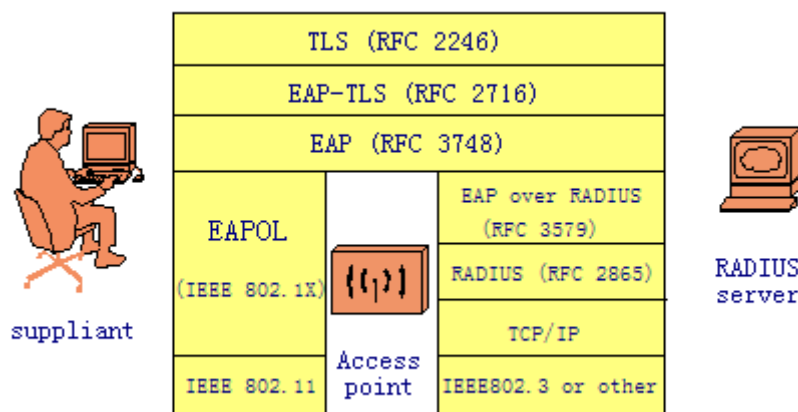 TLS (RFC 2246)
EAP-TLS (RFC 2716)
EAP (RFC 3748)
EAPOL
(IEEE 802.1X)
IEEE 802.11
suppliant
Access
point
EAP over RADIUS
(RFC 3579)
RADIUS (RFC 2865)
TCP/IP
IEEE802.3 or other
RADIUS
server